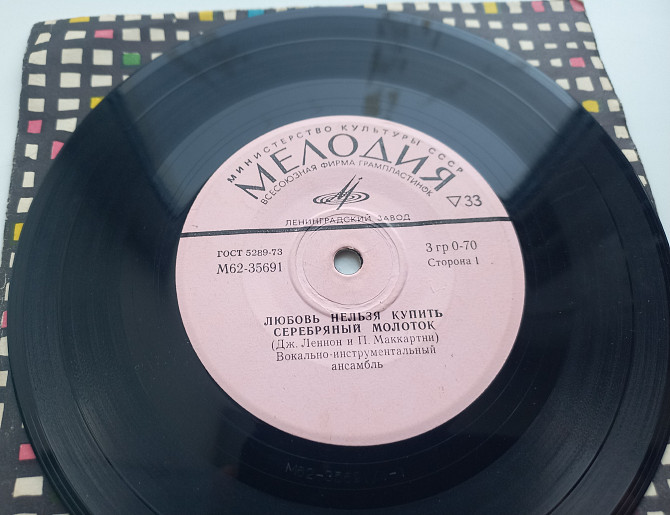 МИНИСТЕРСТВО КУЛЬТУРЫ СССР
МЕЛОДИЯ
ВСЕСОЮЗНАЯ ФИРМА ГРАМПЛАСТИНОК
▽33
ЛЕНИНГРАДСКИЙ ЗАВОД
ГОСТ 5289-73
М62-35691
3 гр 0-70
Сторона 1
ЛЮБОВЬ НЕЛЬЗЯ КУПИТЬ
СЕРЕБРЯНЫЙ МОЛОТОК
(Дж. Леннон и П. Маккартни)
Вокально-инструментальный
ансамбль